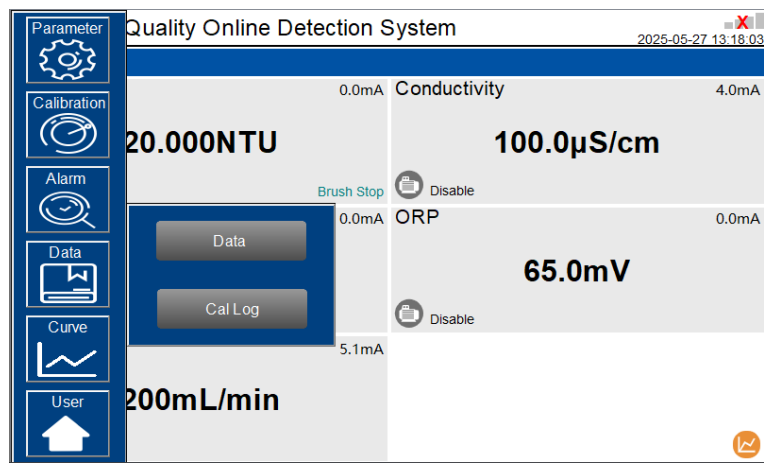 Parameter
Quality Online Detection System
2025-05-27 13:18:03
Calibration
0.0mA
Conductivity
4.0mA
20.000NTU
100.0µS/cm
Alarm
Brush Stop
Disable
0.0mA
ORP
0.0mA
Data
Data
65.0mV
Cal Log
Disable
Curve
5.1mA
User
200mL/min